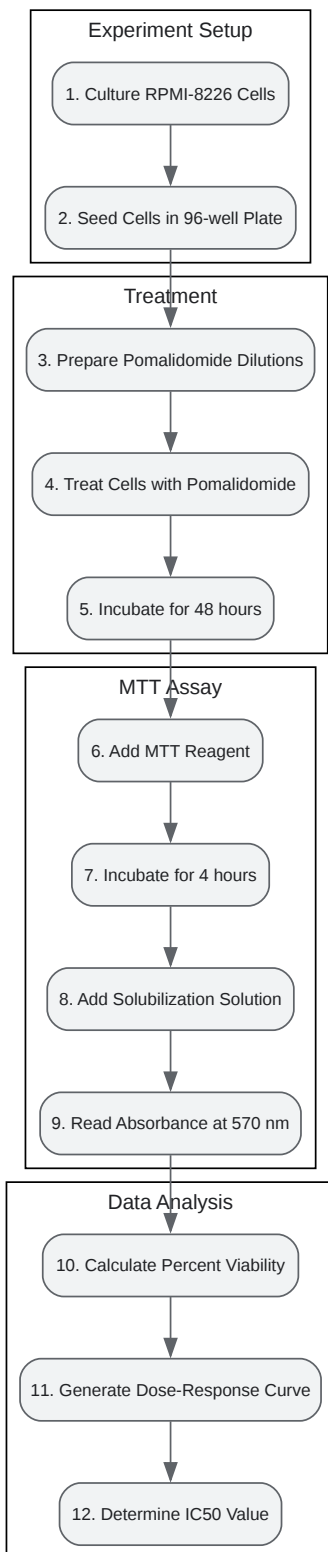 Experiment Setup
1. Culture RPMI-8226 Cells
2. Seed Cells in 96-well Plate
Treatment
3. Prepare Pomalidomide Dilutions
4. Treat Cells with Pomalidomide
5. Incubate for 48 hours
MTT Assay
6. Add MTT Reagent
7. Incubate for 4 hours
8. Add Solubilization Solution
9. Read Absorbance at 570 nm
Data Analysis
10. Calculate Percent Viability
11. Generate Dose-Response Curve
12. Determine IC50 Value